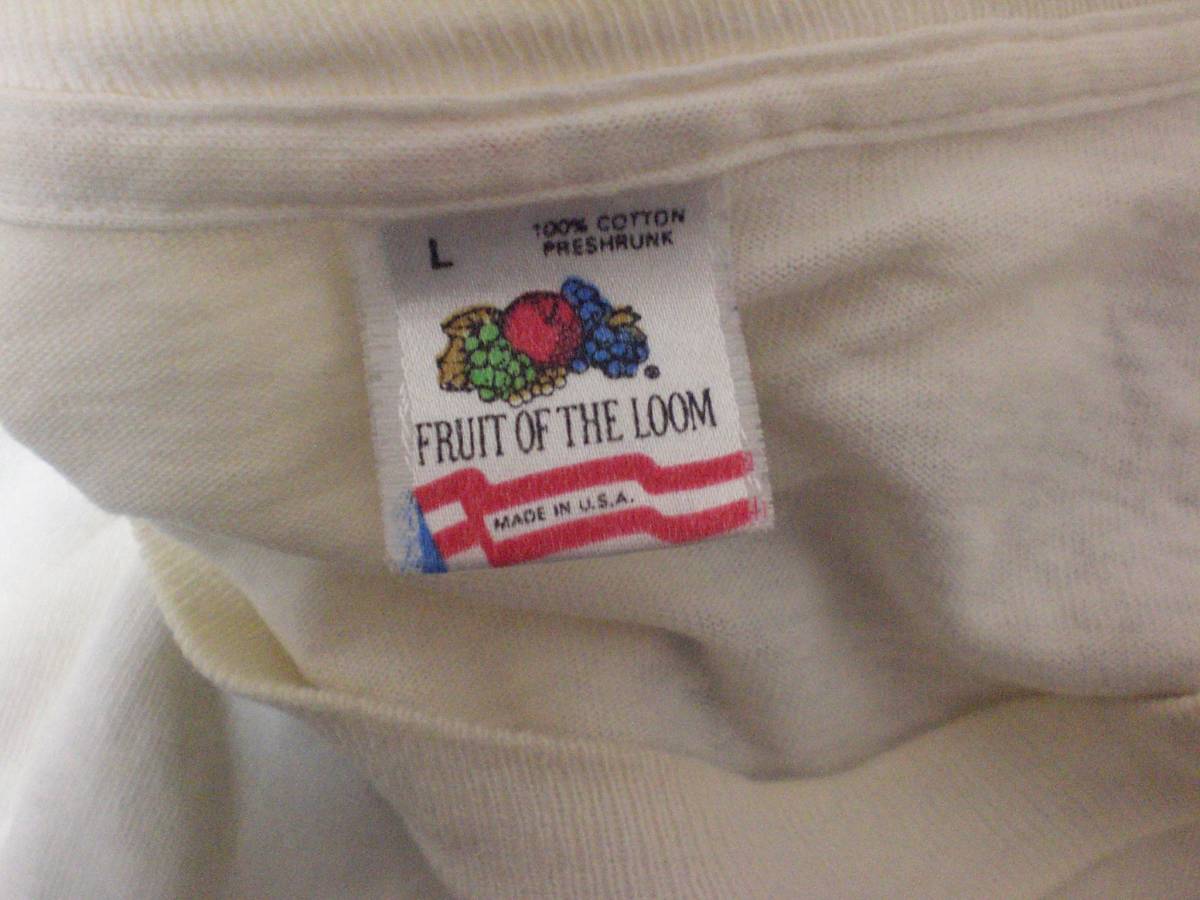 L
100% COTTON
PRESHRUNK
®
FRUIT OF THE LOOM
MADE IN U.S.A.